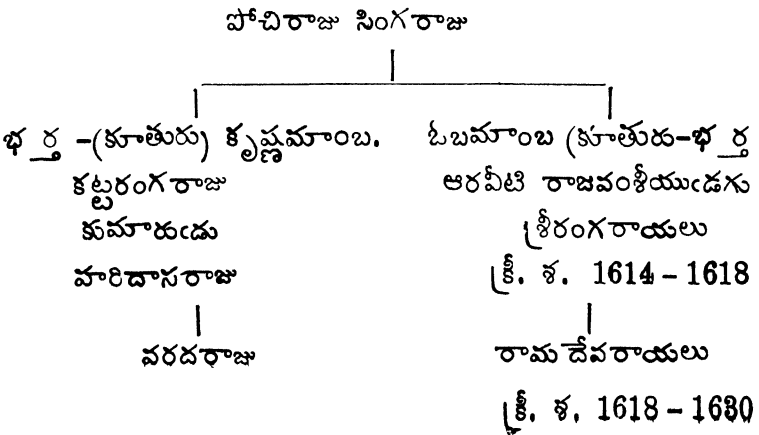 పోచిరాజు సింగరాజు
భర్త -(కూతురు) కృష్ణమాంబ. ఓబమాంబ (కూతురు-భర్త
కట్టరంగరాజు ఆరవీటి రాజవంశీయుఁడగు
కుమారుఁడు శ్రీరంగరాయలు
హరిదాసరాజు క్రీ. శ. 1614 - 1618
వరదరాజు రామ దేవరాయలు
క్రీ. శ. 1618 - 1630